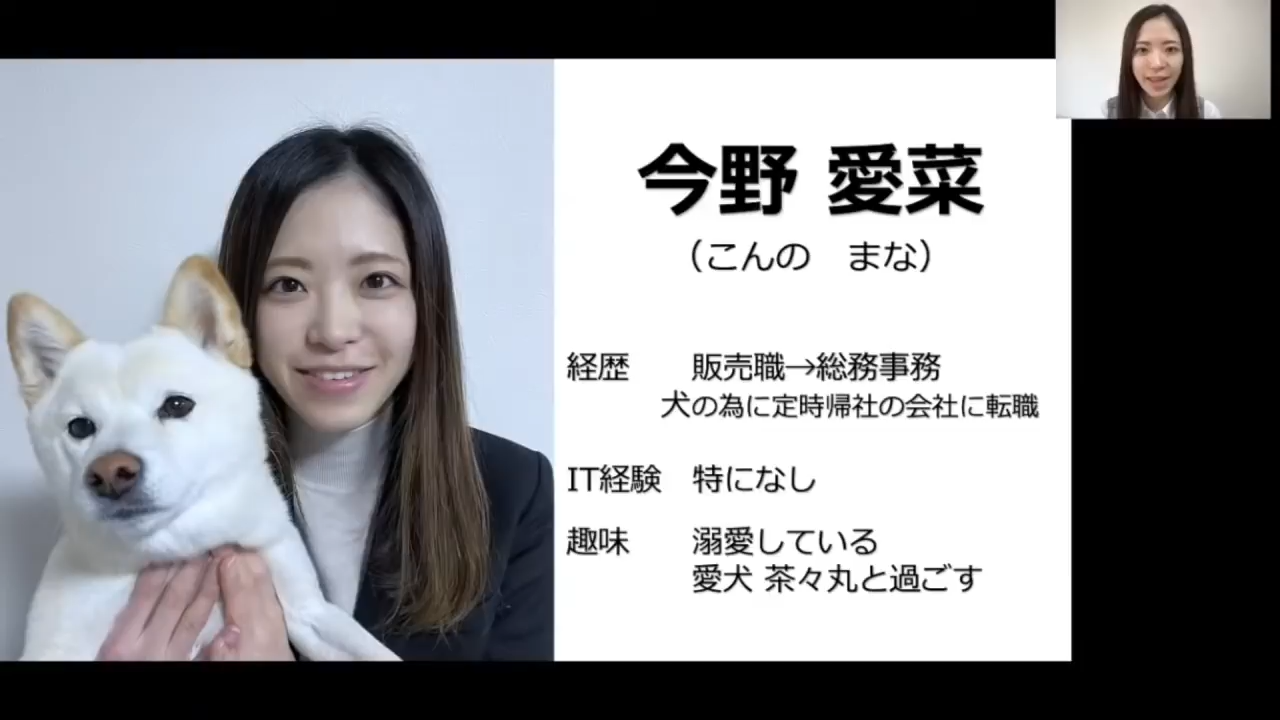 今野 愛菜
（こんの　まな）
経歴　　販売職→総務事務
犬の為に定時帰社の会社に転職
IT経験　特になし
趣味　　溺愛している
愛犬 茶々丸と過ごす